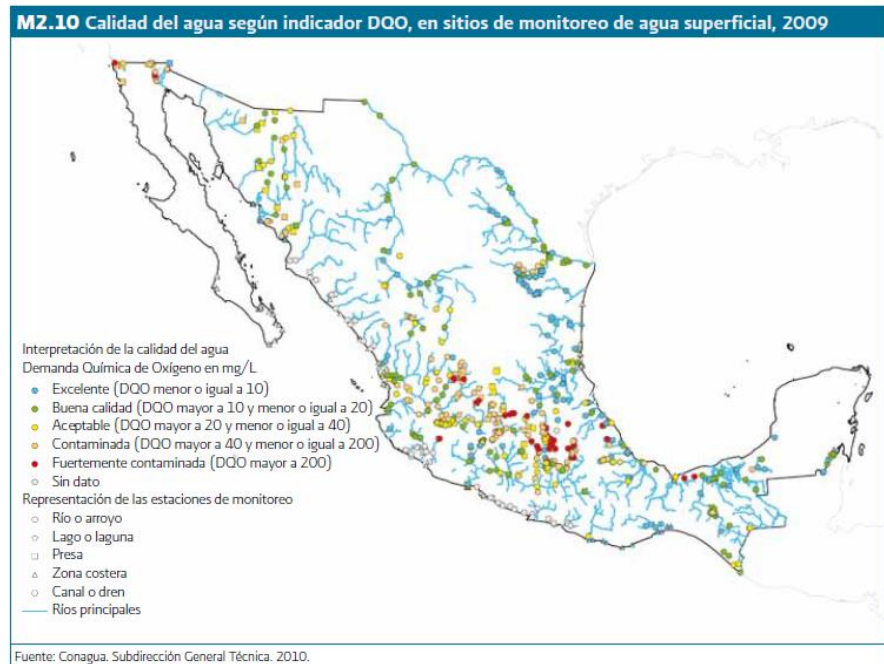 M2.10 Calidad del agua según indicador DQO, en sitios de monitoreo de agua superficial, 2009
Interpretación de la calidad del agua
Demanda Química de Oxígeno en mg/L
Excelente (DQO menor o igual a 10)
Buena calidad (DQO mayor a 10 y menor o igual a 20)
Aceptable (DQO mayor a 20 y menor o igual a 40)
Contaminada (DQO mayor a 40 y menor o igual a 200)
Fuertemente contaminada (DQO mayor a 200)
Sin dato
Representación de las estaciones de monitoreo
Río o arroyo
Lago o laguna
Presa
Zona costera
Canal o dren
Ríos principales
Fuente: Conagua. Subdirección General Técnica. 2010.